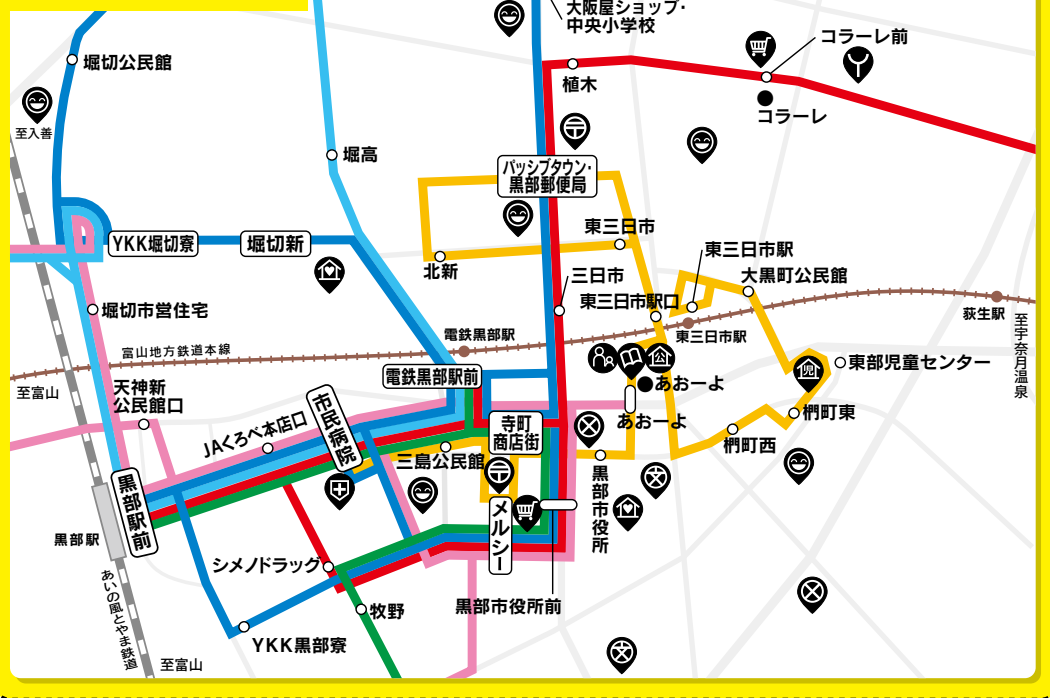 大阪屋ショップ・
中央小学校
コラーレ前
堀切公民館
植木
コラーレ
至入善
堀高
パッシブタウン・
黒部郵便局
東三日市
YKK堀切寮
堀切新
北新
東三日市駅
三日市
大黒町公民館
東三日市駅口
堀切市営住宅
荻生駅
至宇奈月温泉
富山地方鉄道本線
電鉄黒部駅
東三日市駅
至富山
電鉄黒部駅前
東部児童センター
天神新
公民館口
あおーよ
市民病院
JAくろべ本店口
寺町
商店街
あおーよ
椚町東
椚町西
三島公民館
黒部市役所
黒部駅前
メルシー
黒部駅
シメノドラッグ
あいの風とやま鉄道
牧野
黒部市役所前
YKK黒部寮
至富山
児